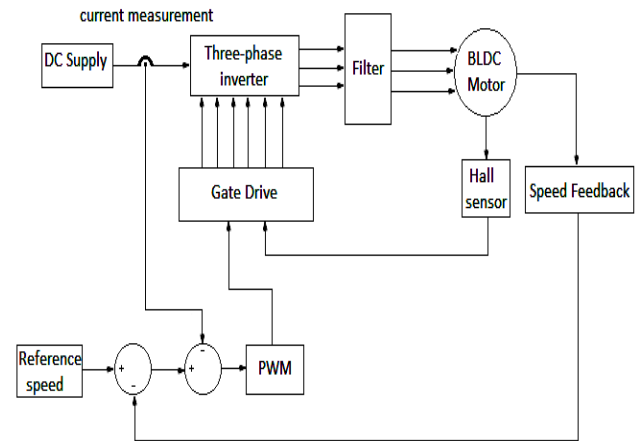 current measurement
DC Supply
Three-phase
inverter
Filter
BLDC
Motor
Gate Drive
Hall
sensor
Speed Feedback
Reference
speed
+
-
+
-
PWM